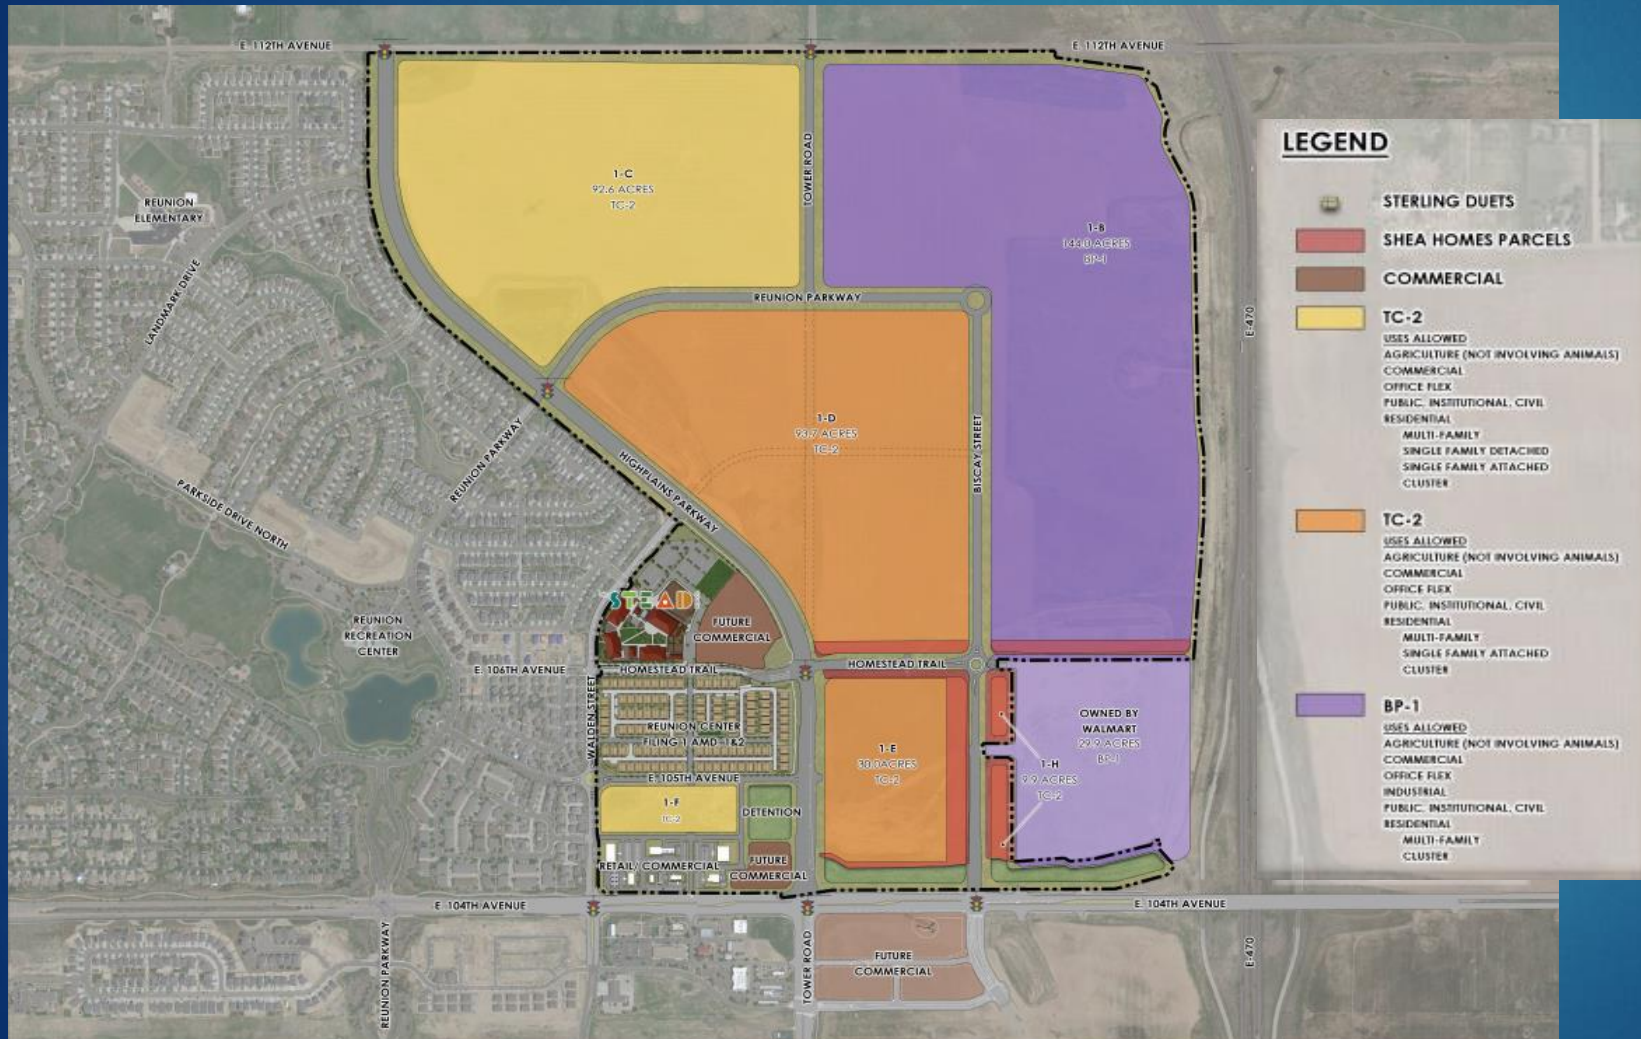 E. 112TH AVENUE
E. 112TH AVENUE
TOWER ROAD
1-C
92.6 ACRES
TC-2
1-B
144.0 ACRES
BP-1
REUNION
ELEMENTARY
LANDMARK DRIVE
REUNION PARKWAY
E-470
1-D
93.7 ACRES
TC-2
BISCAY STREET
REUNION PARKWAY
HIGHPLAINS PARKWAY
PARKSIDE DRIVE NORTH
STEAD
REUNION
RECREATION
CENTER
FUTURE
COMMERCIAL
E. 106TH AVENUE
HOMESTEAD TRAIL
HOMESTEAD TRAIL
WALDEN STREET
REUNION CENTER
FILING 1 AMD. 1&2
1-E
30.0 ACRES
TC-2
OWNED BY
WALMART
29.9 ACRES
BP-1
1-H
9.9 ACRES
TC-2
E. 105TH AVENUE
1-F
TC-2
DETENTION
RETAIL/ COMMERCIAL
FUTURE
COMMERCIAL
E. 104TH AVENUE
E. 104TH AVENUE
REUNION PARKWAY
TOWER ROAD
FUTURE
COMMERCIAL
E-470
LEGEND
STERLING DUETS
SHEA HOMES PARCELS
COMMERCIAL
TC-2
USES ALLOWED
AGRICULTURE (NOT INVOLVING ANIMALS)
COMMERCIAL
OFFICE FLEX
PUBLIC, INSTITUTIONAL, CIVIL
RESIDENTIAL
MULTI-FAMILY
SINGLE FAMILY DETACHED
SINGLE FAMILY ATTACHED
CLUSTER
TC-2
USES ALLOWED
AGRICULTURE (NOT INVOLVING ANIMALS)
COMMERCIAL
OFFICE FLEX
PUBLIC, INSTITUTIONAL, CIVIL
RESIDENTIAL
MULTI-FAMILY
SINGLE FAMILY ATTACHED
CLUSTER
BP-1
USES ALLOWED
AGRICULTURE (NOT INVOLVING ANIMALS)
COMMERCIAL
OFFICE FLEX
INDUSTRIAL
PUBLIC, INSTITUTIONAL, CIVIL
RESIDENTIAL
MULTI-FAMILY
CLUSTER